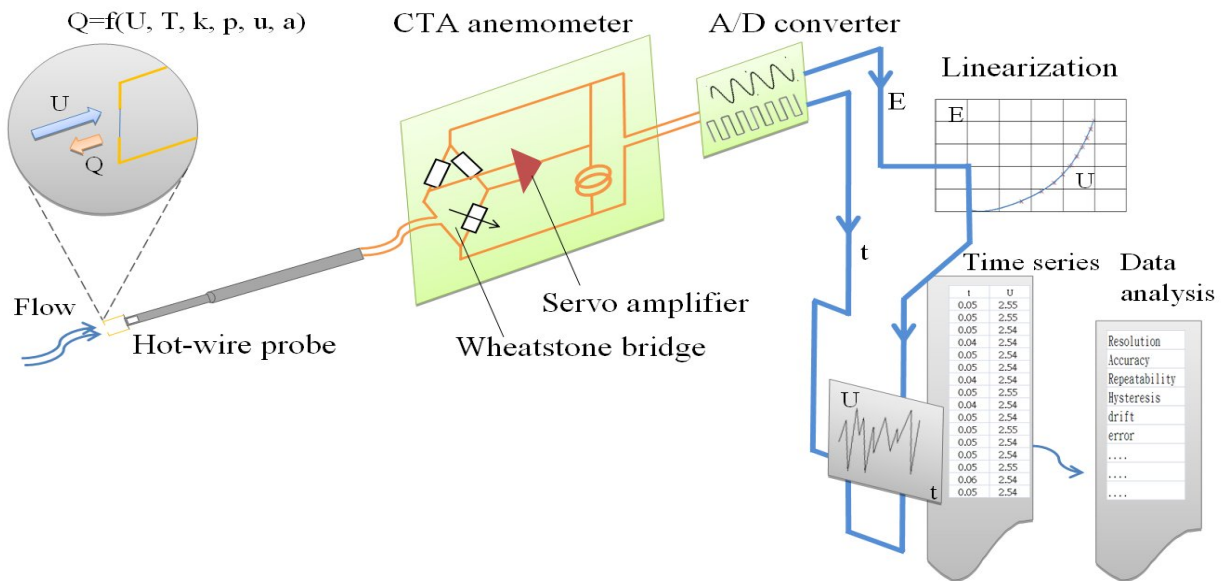 Q=f(U, T, k, p, u, a)
CTA anemometer
A/D converter
U
Q
E
Linearization
E
U
t
Flow
Hot-wire probe
Servo amplifier
Wheatstone bridge
Time series
Data
analysis
t U
0.05 2.55
0.05 2.55
0.05 2.54
0.04 2.54
0.05 2.55
0.05 2.54
0.05 2.54
0.04 2.54
0.05 2.55
0.04 2.54
0.05 2.54
0.05 2.55
0.05 2.54
0.05 2.54
0.05 2.55
0.06 2.54
0.05 2.54
U
t
Resolution
Accuracy
Repeatability
Hysteresis
drift
error
....
....
....